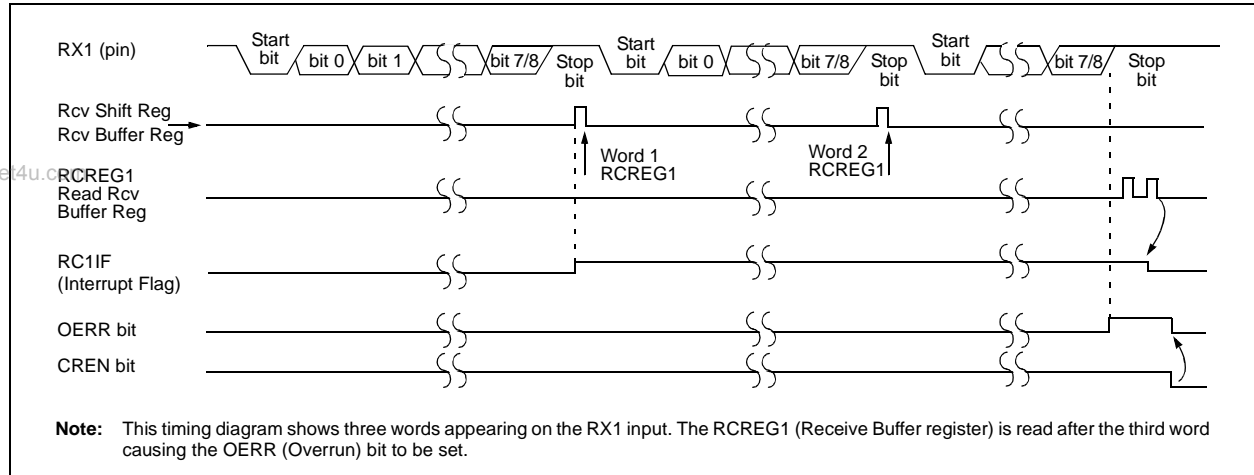 RX1 (pin)
Start bit
bit 0
bit 1
bit 7/8
Stop bit
Start bit
bit 0
bit 7/8
Stop bit
Start bit
bit 7/8
Stop bit
Rcv Shift Reg
Rcv Buffer Reg
Word 1
RCREG1
Word 2
RCREG1
et4u.com
RCREG1
Read Rcv
Buffer Reg
RC1IF
(Interrupt Flag)
OERR bit
CREN bit
Note: This timing diagram shows three words appearing on the RX1 input. The RCREG1 (Receive Buffer register) is read after the third word
causing the OERR (Overrun) bit to be set.